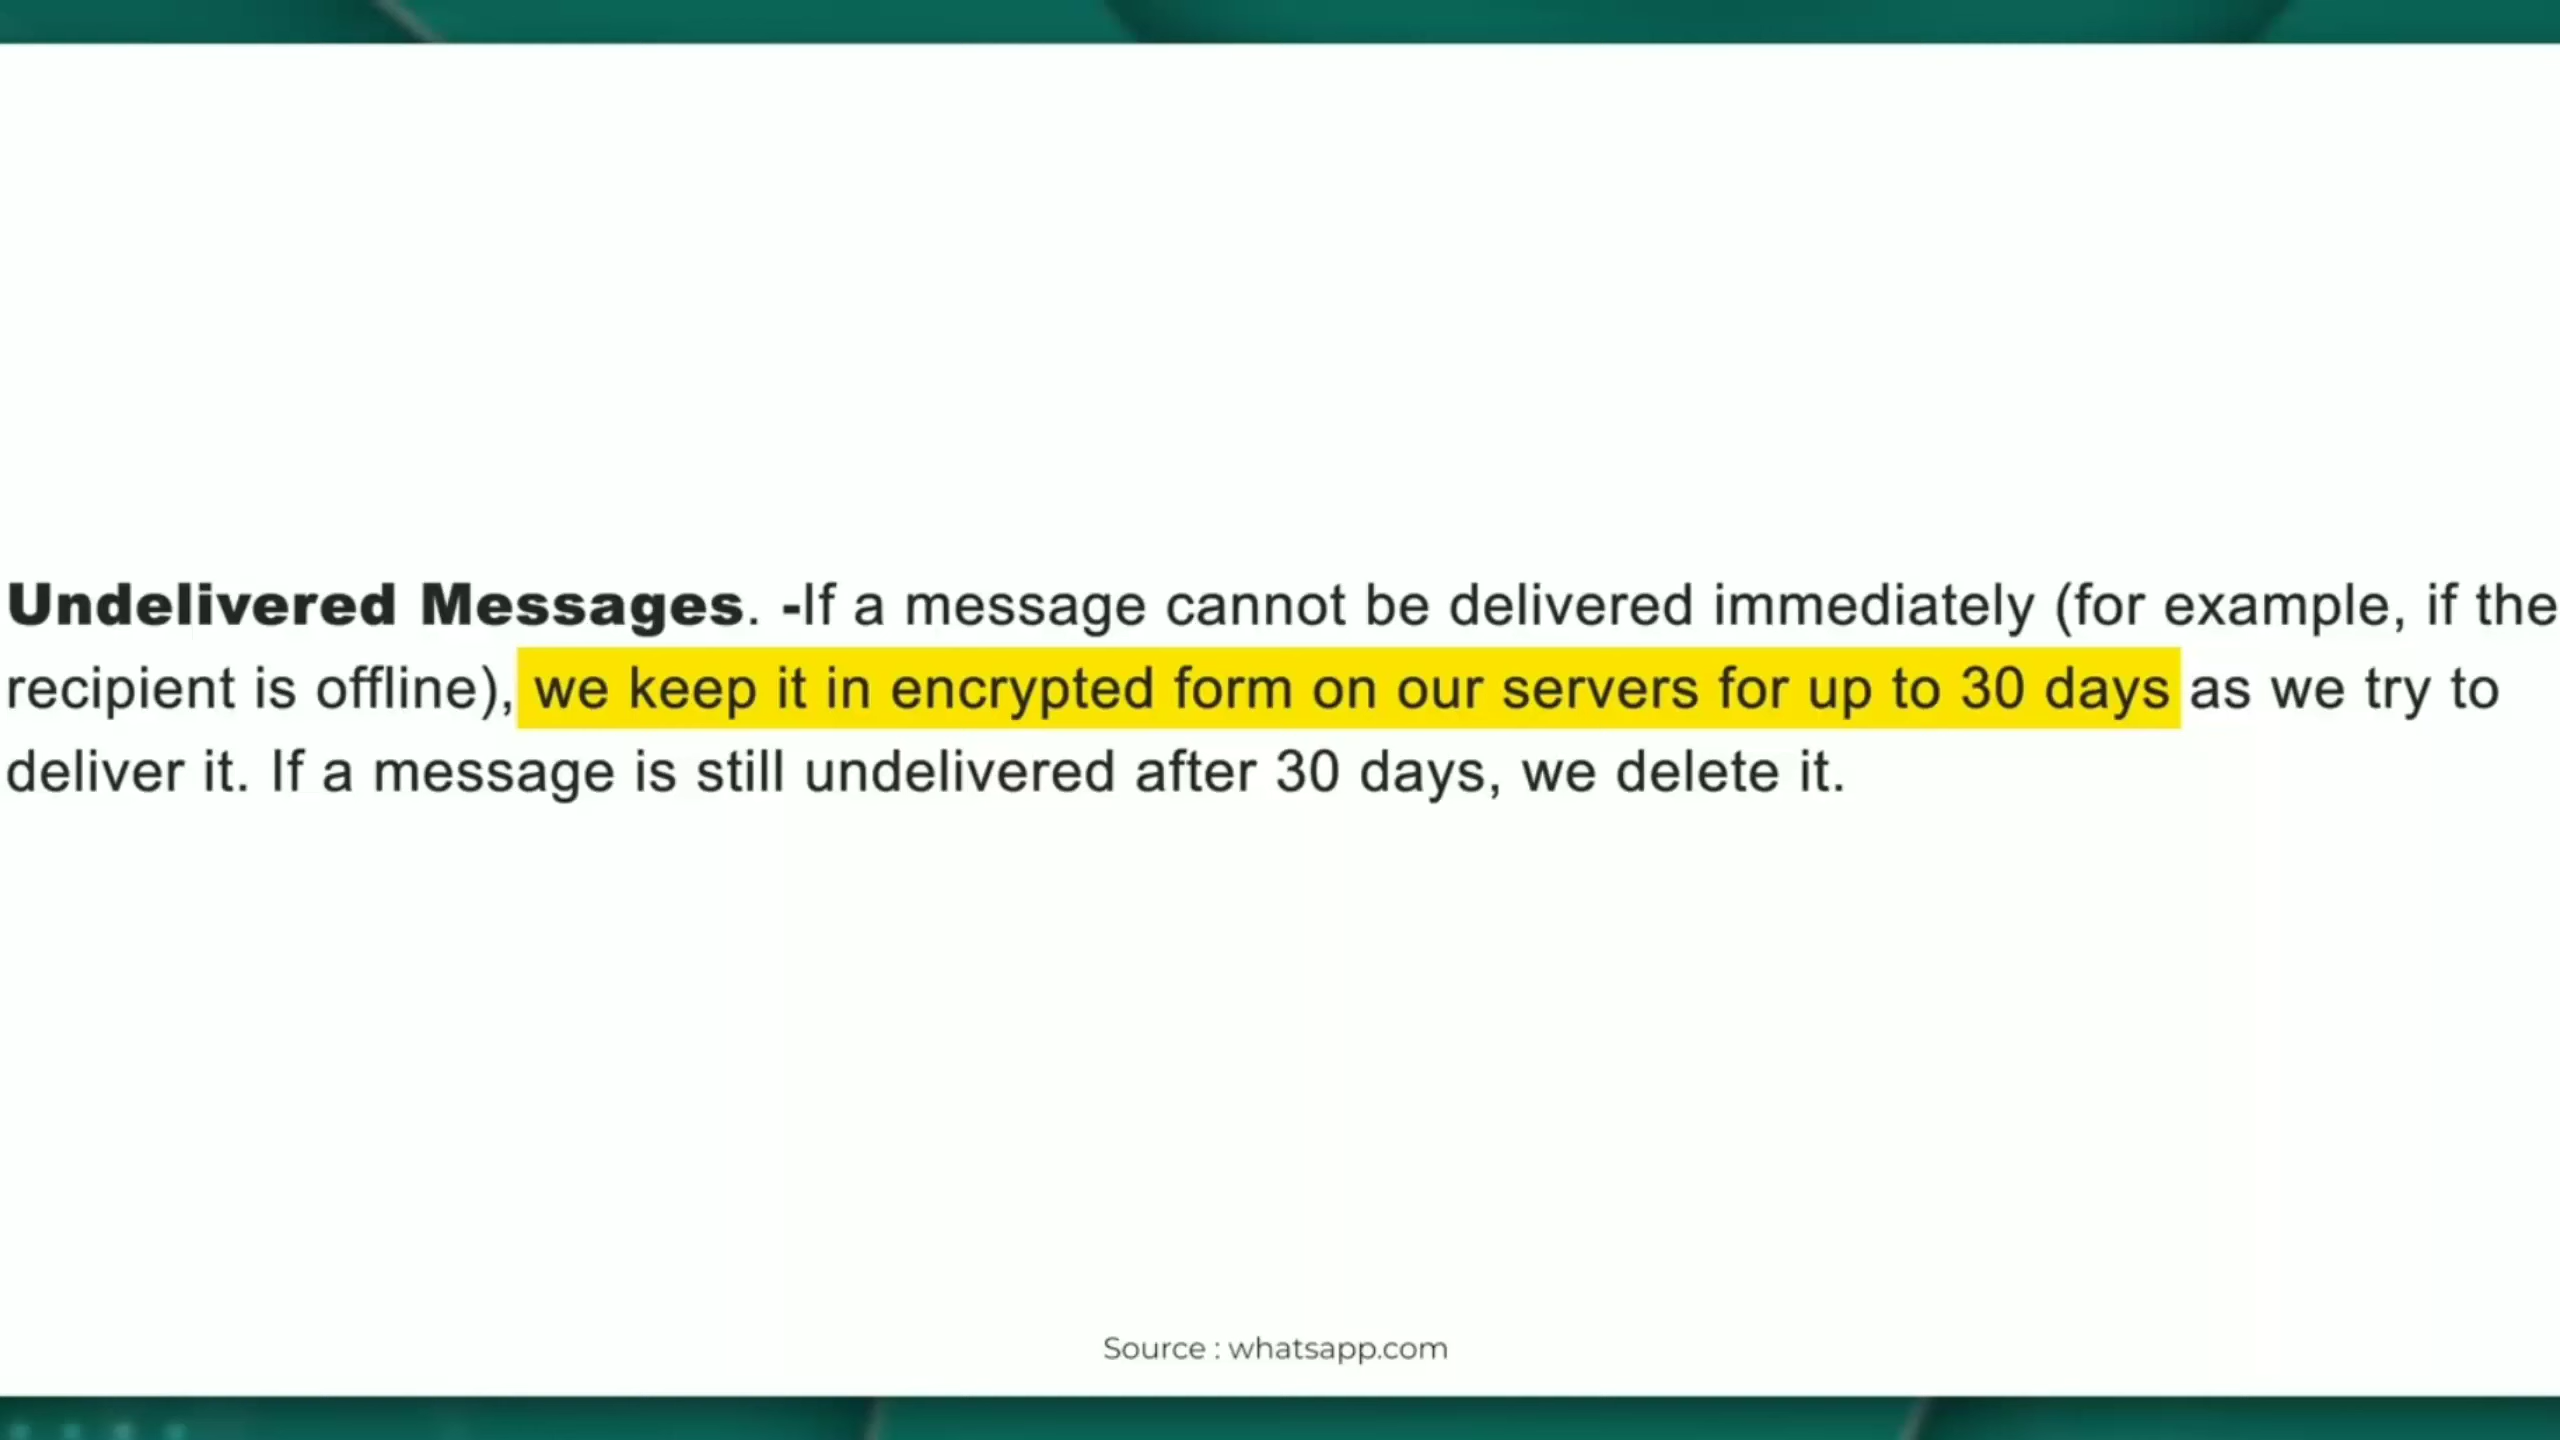 Undelivered Messages. -If a message cannot be delivered immediately (for example, if the
recipient is offline), we keep it in encrypted form on our servers for up to 30 days as we try to
deliver it. If a message is still undelivered after 30 days, we delete it.
Source : whatsapp.com